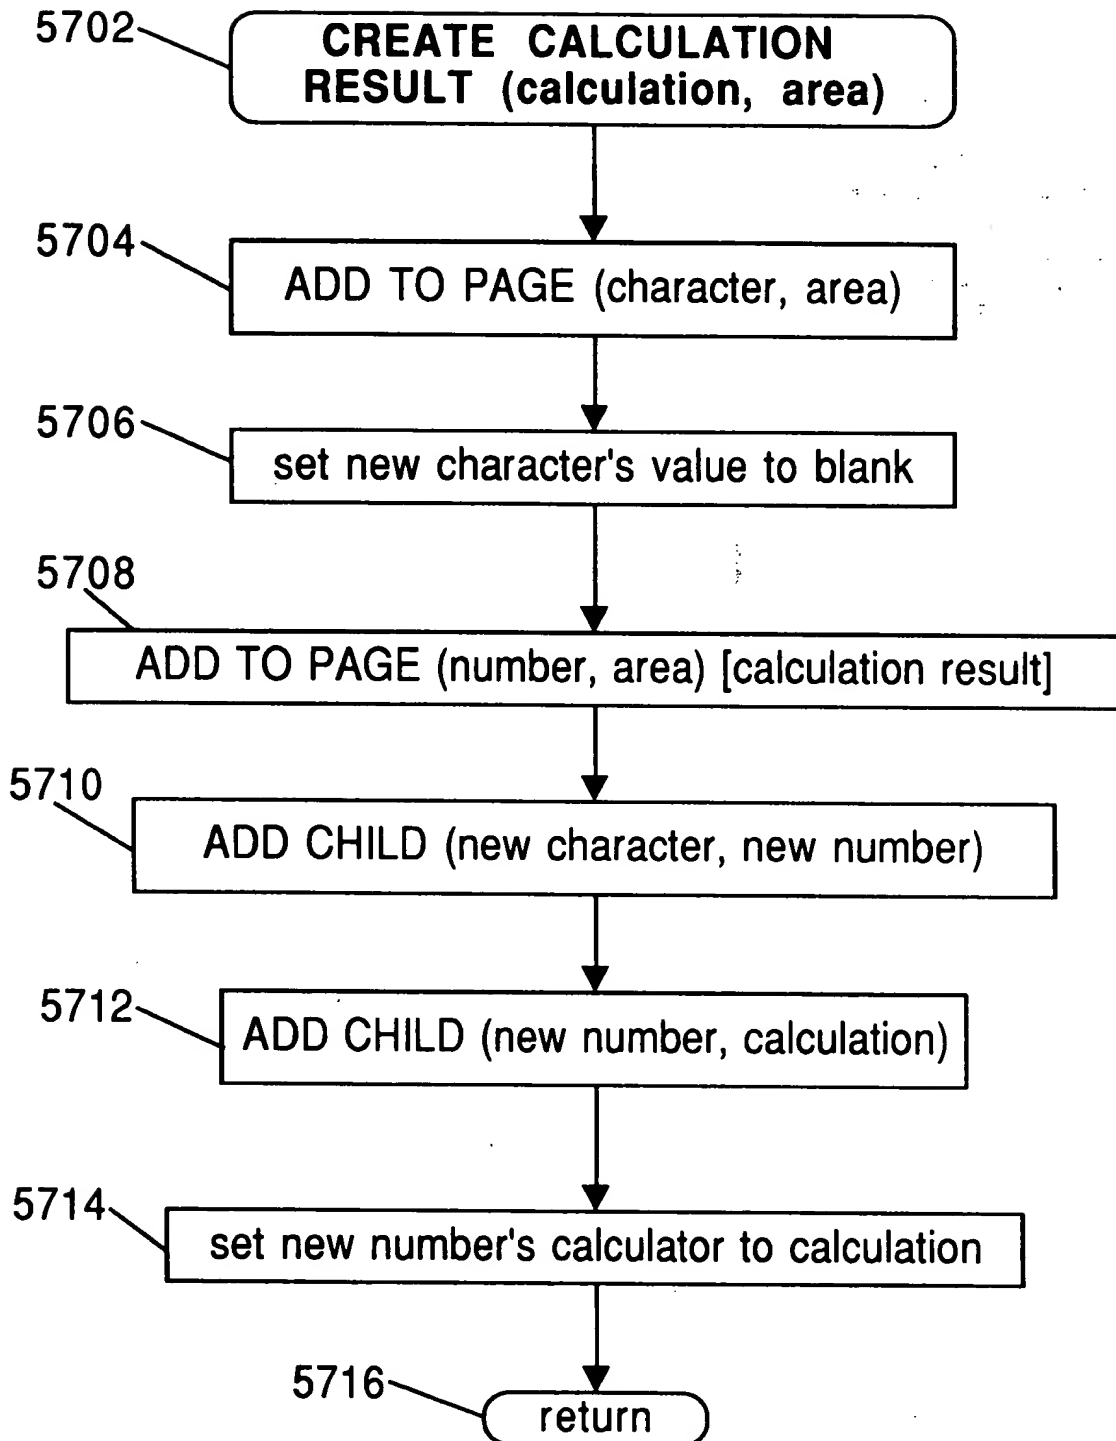 5702
CREATE CALCULATION
RESULT (calculation, area)
5704
ADD TO PAGE (character, area)
5706
set new character's value to blank
5708
ADD TO PAGE (number, area) [calculation result]
5710
ADD CHILD (new character, new number)
5712
ADD CHILD (new number, calculation)
5714
set new number's calculator to calculation
5716
return